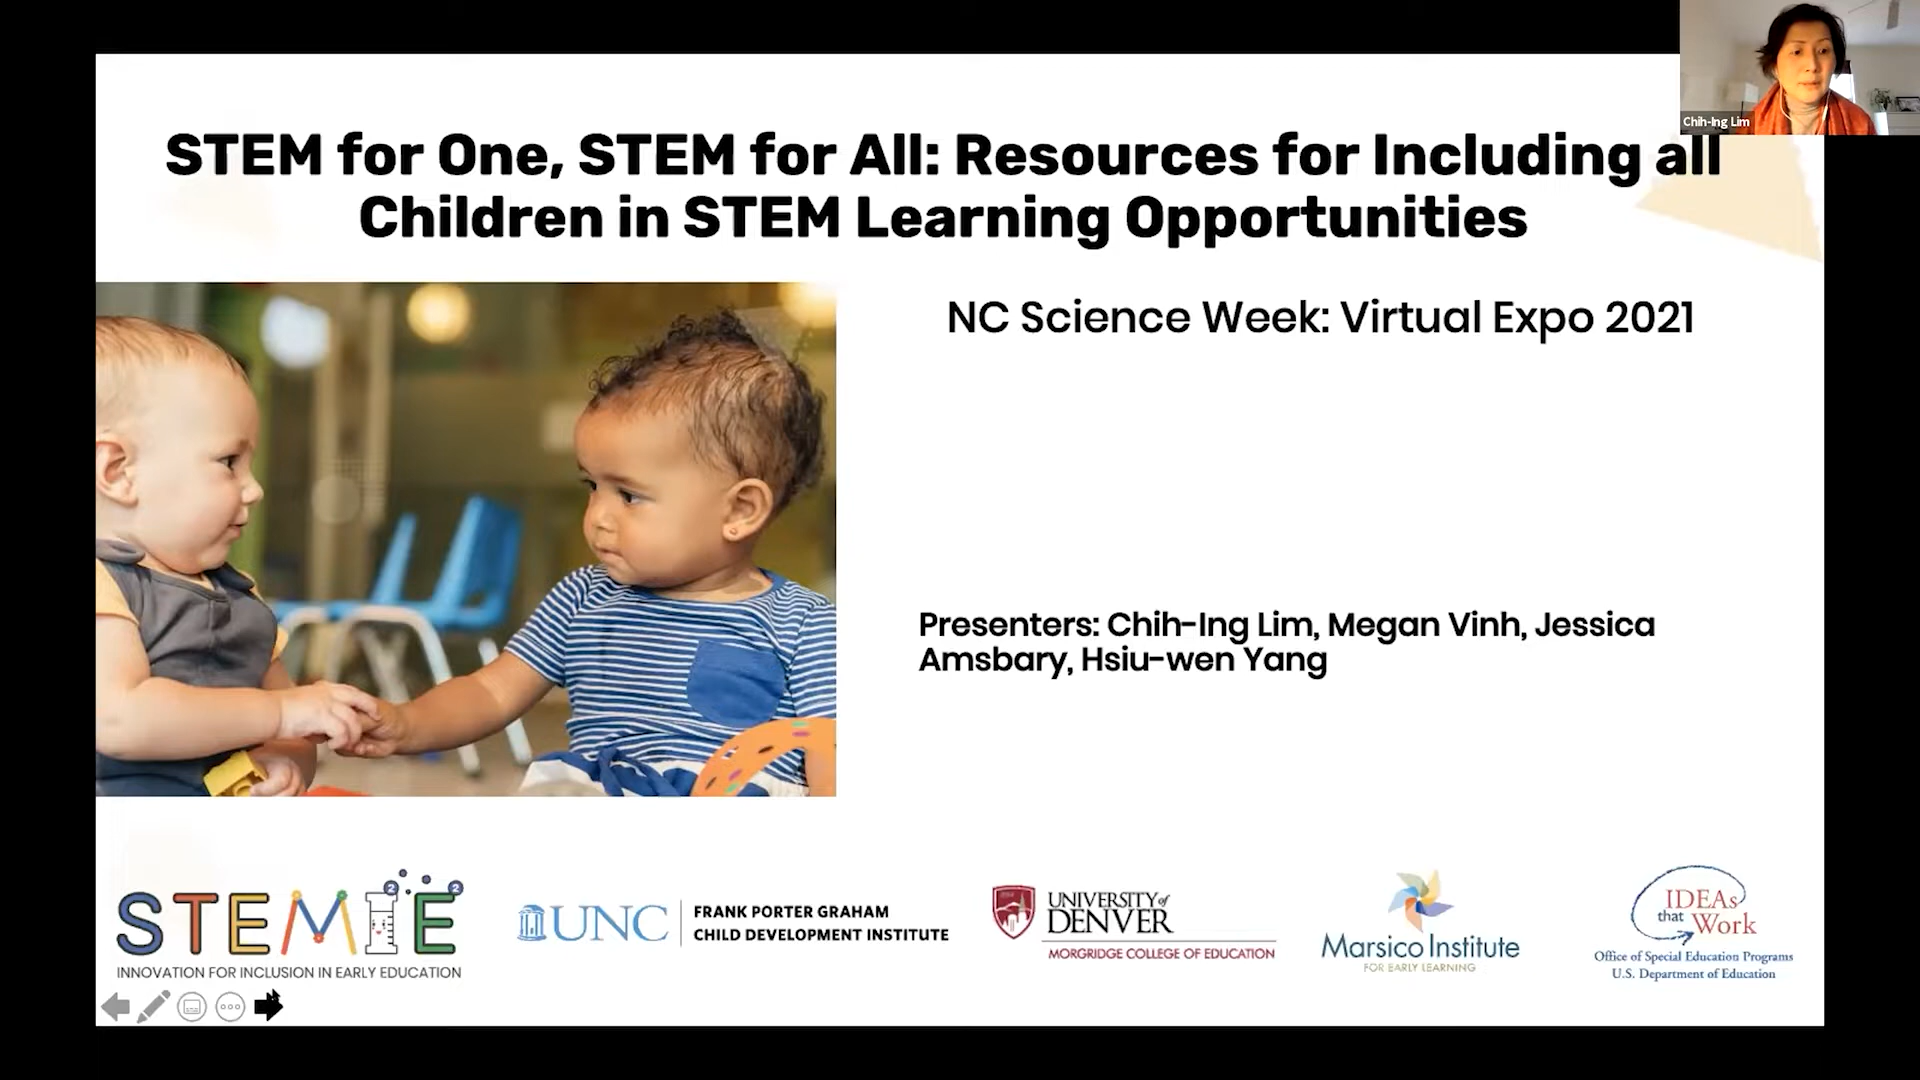 Chih-Ing Lim
STEM for One, STEM for All: Resources for Including all
Children in STEM Learning Opportunities
NC Science Week: Virtual Expo 2021
Presenters: Chih-Ing Lim, Megan Vinh, Jessica
Amsbary, Hsiu-wen Yang
STEMI²E²
INNOVATION FOR INCLUSION IN EARLY EDUCATION
UNC
FRANK PORTER GRAHAM
CHILD DEVELOPMENT INSTITUTE
UNIVERSITY of
DENVER
MORGRIDGE COLLEGE OF EDUCATION
Marsico Institute
FOR EARLY LEARNING
IDEAs
that Work
Office of Special Education Programs
U.S. Department of Education